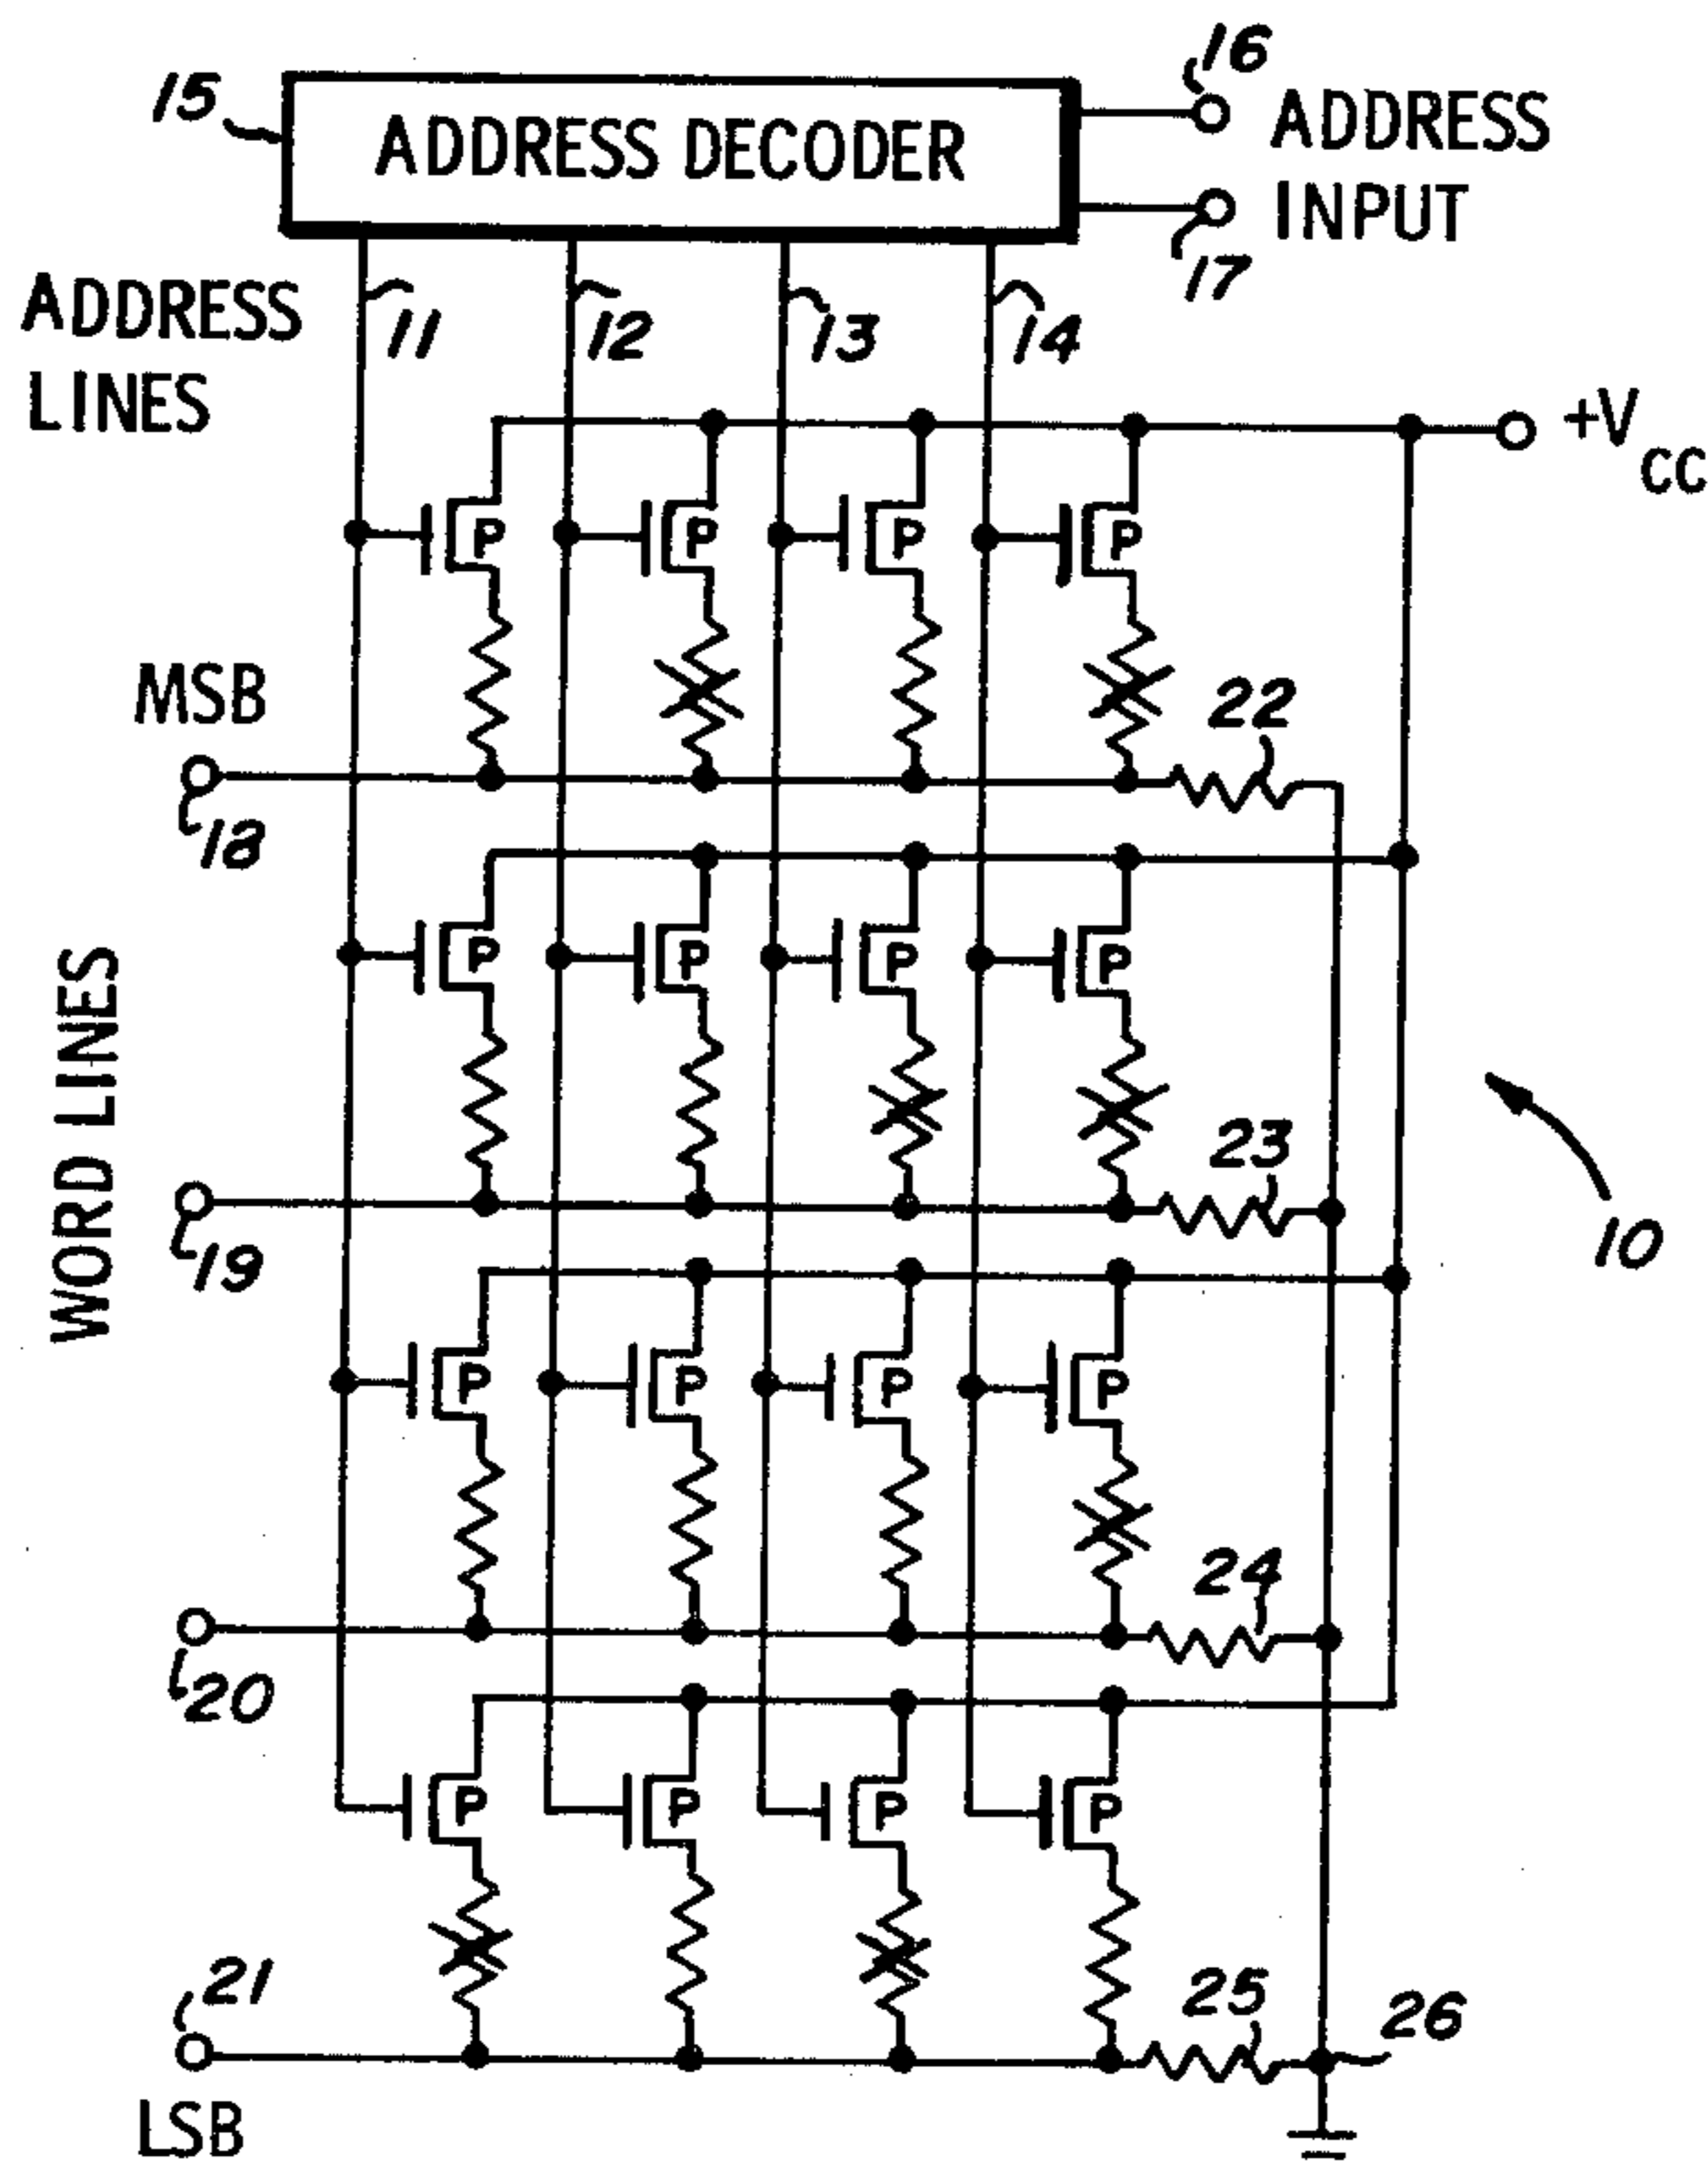 16
15
ADDRESS DECODER
ADDRESS
INPUT
17
ADDRESS
LINES
11
12
13
14
+V CC
P P P P
MSB
22
18
P P P P
WORD LINES
23
19
10
P P P P
24
20
P P P P
21
25
26
LSB